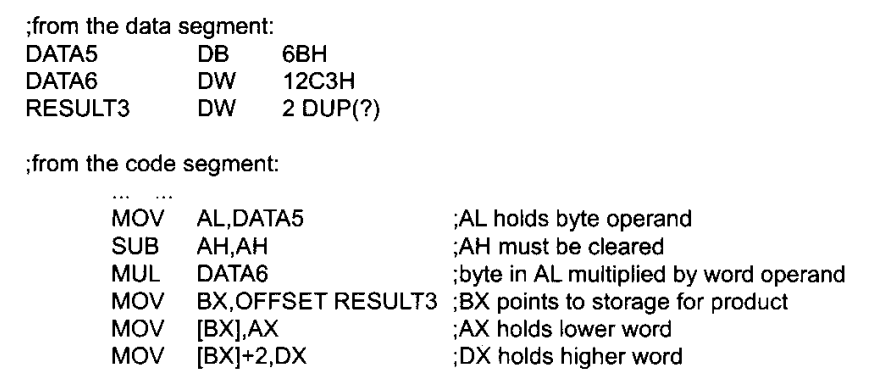 ;from the data segment:
DATA5 DB 6BH
DATA6 DW 12C3H
RESULT3 DW 2 DUP(?)
;from the code segment:
... ...
MOV AL,DATA5 ;AL holds byte operand
SUB AH,AH ;AH must be cleared
MUL DATA6 ;byte in AL multiplied by word operand
MOV BX,OFFSET RESULT3 ;BX points to storage for product
MOV [BX],AX ;AX holds lower word
MOV [BX]+2,DX ;DX holds higher word